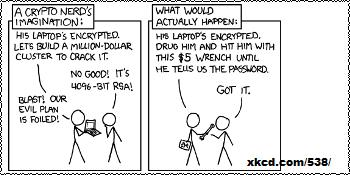 A CRYPTO NERD'S
IMAGINATION:
HIS LAPTOP'S ENCRYPTED.
LET'S BUILD A MILLION-DOLLAR
CLUSTER TO CRACK IT.
NO GOOD! IT'S
4096-BIT RSA!
BLAST! OUR
EVIL PLAN
IS FOILED!
WHAT WOULD
ACTUALLY HAPPEN:
HIS LAPTOP'S ENCRYPTED.
DRUG HIM AND HIT HIM WITH
THIS $5 WRENCH UNTIL
HE TELLS US THE PASSWORD.
GOT IT.
xkcd.com/538/